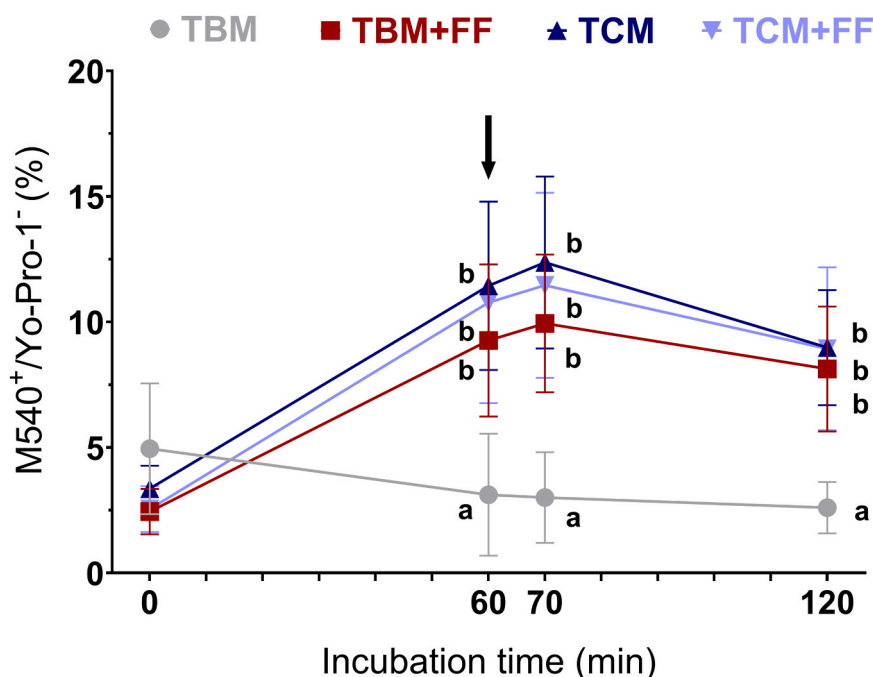 TBM TBM+FF TCM TCM+FF
M540⁺/Yo-Pro-1⁻ (%)
20
15
10
5
0
b
b
b
b
b
b
b
b
b
a
a
a
0 60 70 120
Incubation time (min)